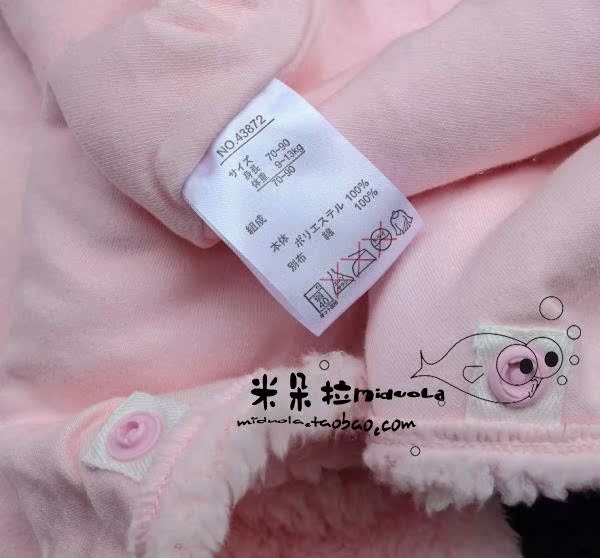 NO.43872
サイズ 70-90
身長 9-13kg
体重 70-90
組成
本体 ポリエステル 100%
別布 綿 100%
40
米朵拉miduoLa
miduola.taobao.com